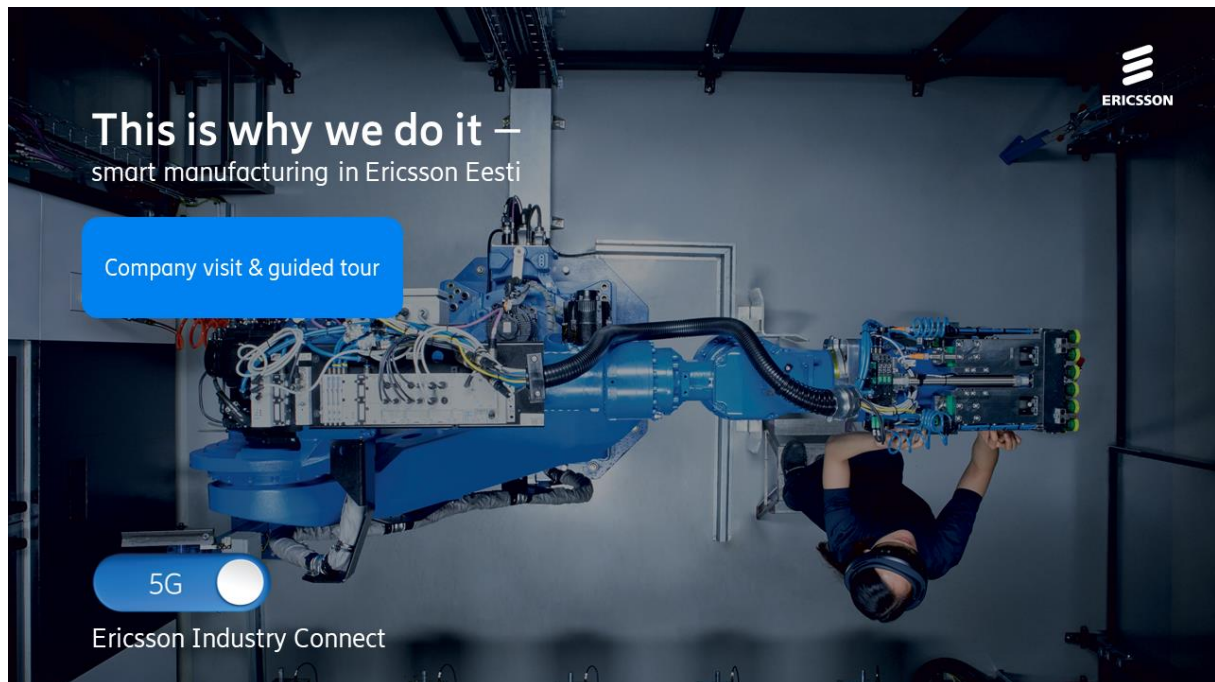 This is why we do it –
smart manufacturing in Ericsson Eesti
ERICSSON
Company visit & guided tour
5G
Ericsson Industry Connect